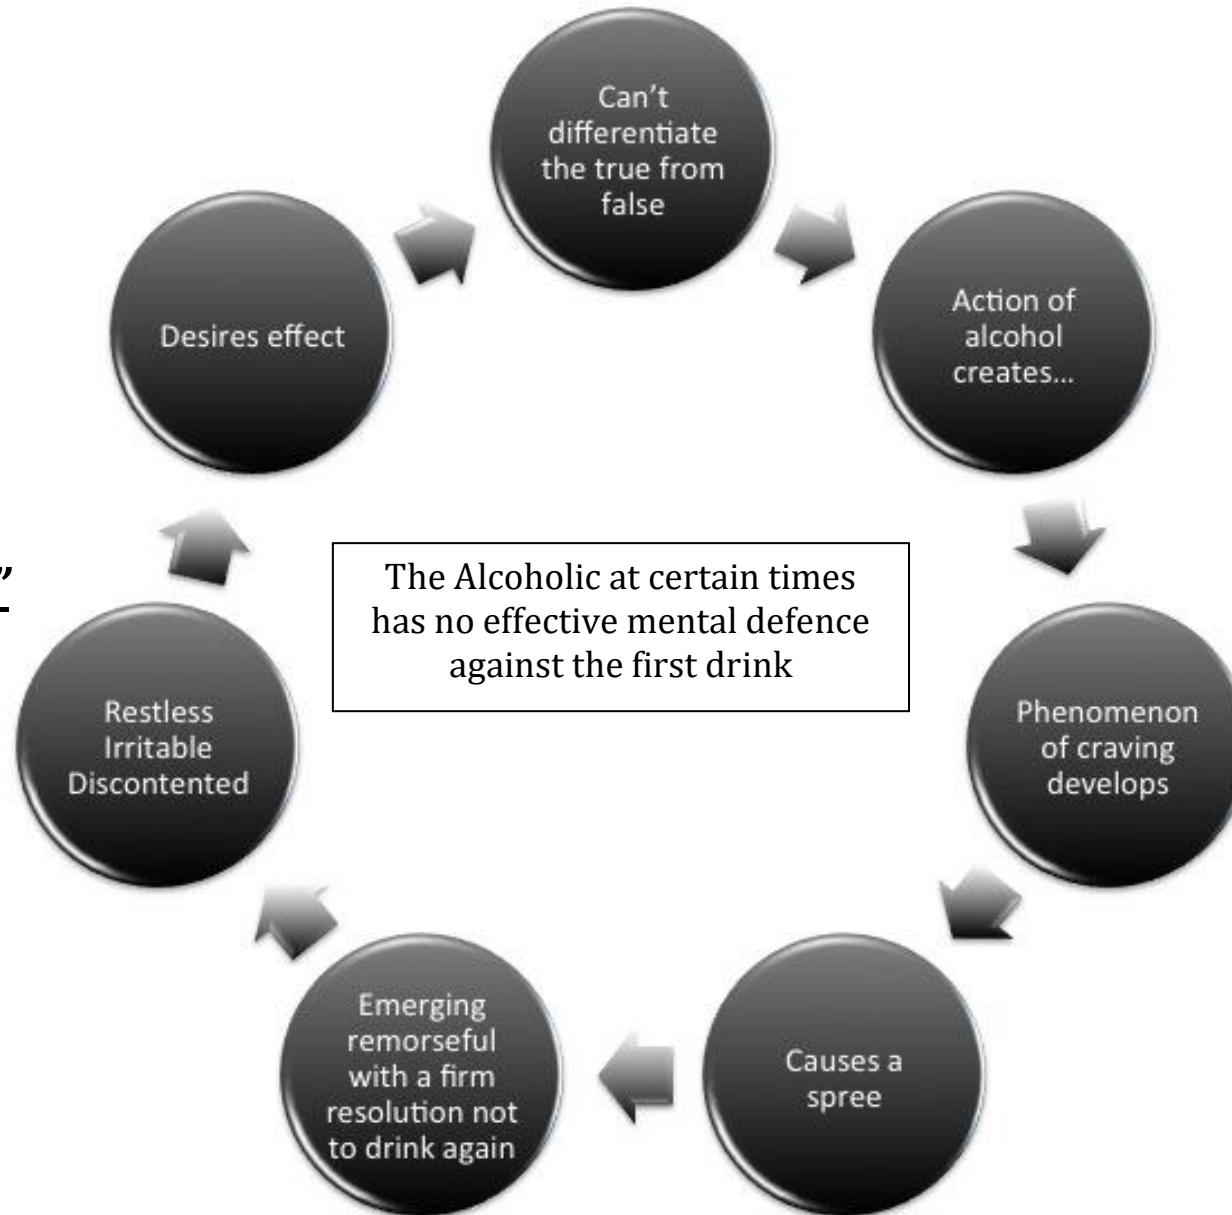 Can’t
differentiate
the true from
false
Action of
alcohol
creates…
Phenomenon
of craving
develops
Causes a
spree
Emerging
remorseful
with a firm
resolution not
to drink again
Restless
Irritable
Discontented
Desires effect
”
The Alcoholic at certain times
has no effective mental defence
against the first drink